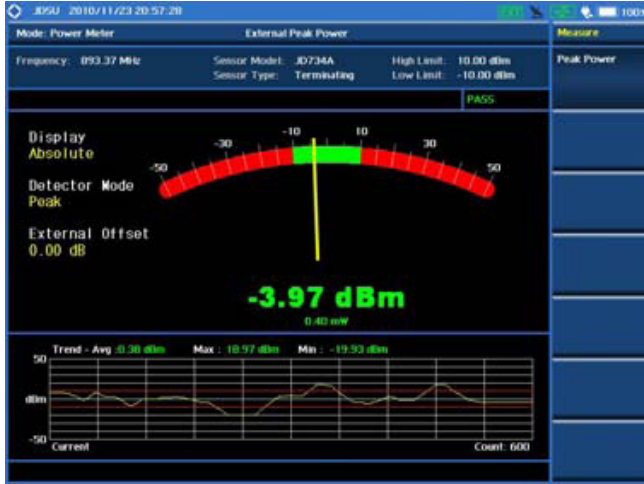 JDSU 2010/11/23 20:57:28
100%
Mode: Power Meter
External Peak Power
Measure
Frequency: 893.37 MHz
Sensor Model: JD734A
High Limit: 10.00 dBm
Peak Power
Sensor Type: Terminating
Low Limit: -10.00 dBm
PASS
Display
Absolute
-50 -30 -10 10 30 50
Detector Mode
Peak
External Offset
0.00 dB
-3.97 dBm
0.40 mW
Trend - Avg :0.38 dBm Max : 18.97 dBm Min : -19.93 dBm
50
dBm
-50
Current
Count: 600